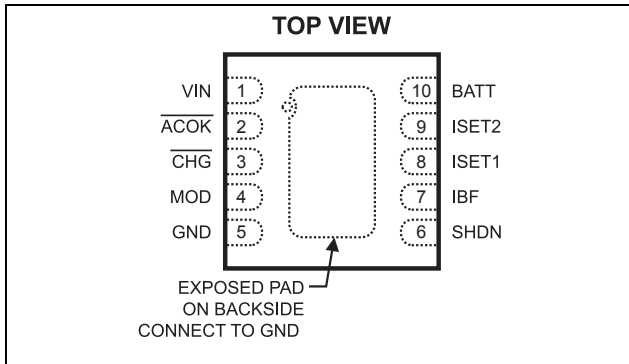 TOP VIEW
VIN 1 10 BATT
ACOK 2 9 ISET2
CHG 3 8 ISET1
MOD 4 7 IBF
GND 5 6 SHDN
EXPOSED PAD
ON BACKSIDE
CONNECT TO GND